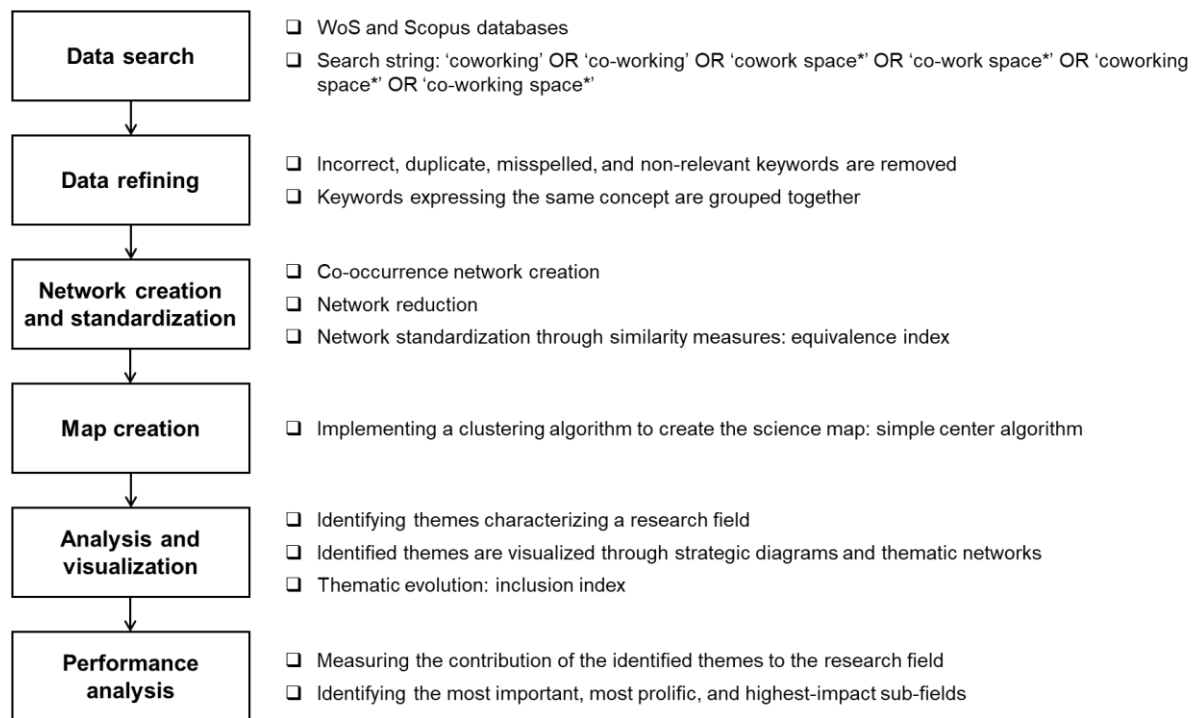 Data search
❑ WoS and Scopus databases
❑ Search string: ‘coworking’ OR ‘co-working’ OR ‘cowork space*’ OR ‘co-work space*’ OR ‘coworking
space*’ OR ‘co-working space*’
Data refining
❑ Incorrect, duplicate, misspelled, and non-relevant keywords are removed
❑ Keywords expressing the same concept are grouped together
Network creation
and standardization
❑ Co-occurrence network creation
❑ Network reduction
❑ Network standardization through similarity measures: equivalence index
Map creation
❑ Implementing a clustering algorithm to create the science map: simple center algorithm
Analysis and
visualization
❑ Identifying themes characterizing a research field
❑ Identified themes are visualized through strategic diagrams and thematic networks
❑ Thematic evolution: inclusion index
Performance
analysis
❑ Measuring the contribution of the identified themes to the research field
❑ Identifying the most important, most prolific, and highest-impact sub-fields